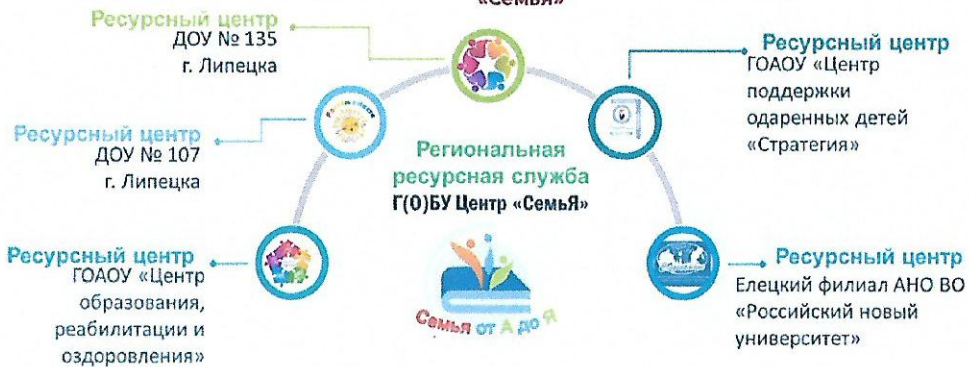 «Семья»
Ресурсный центр
ДОУ № 135
г. Липецка
Ресурсный центр
ДОУ № 107
г. Липецка
Ресурсный центр
ГОАОУ «Центр
образования,
реабилитации и
оздоровления»
Региональная
ресурсная служба
Г(О)БУ Центр «СемьЯ»
Семья от А до Я
Ресурсный центр
ГОАОУ «Центр
поддержки
одаренных детей
«Стратегия»
Ресурсный центр
Елецкий филиал АНО ВО
«Российский новый
университет»